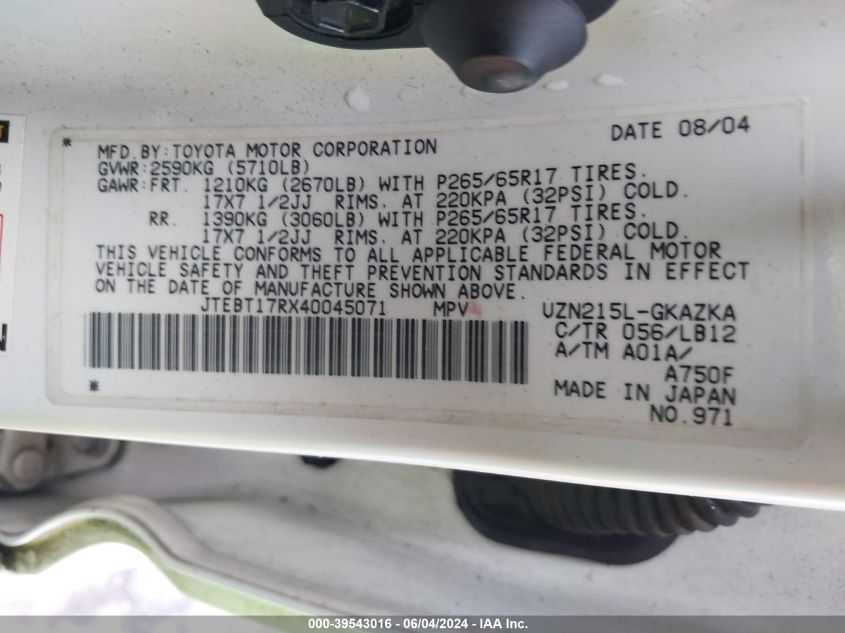 DATE 08/04
MFD.BY:TOYOTA MOTOR CORPORATION
GVWR:2590KG (5710LB)
GAWR:FRT. 1210KG (2670LB) WITH P265/65R17 TIRES.
17X7 1/2JJ RIMS. AT 220KPA (32PSI) COLD.
RR. 1390KG (3060LB) WITH P265/65R17 TIRES.
17X7 1/2JJ RIMS. AT 220KPA (32PSI) COLD.
THIS VEHICLE CONFORMS TO ALL APPLICABLE FEDERAL MOTOR
VEHICLE SAFETY AND THEFT PREVENTION STANDARDS IN EFFECT
ON THE DATE OF MANUFACTURE SHOWN ABOVE.
JTEBT17RX40045071 MPV UZN215L-GKAZKA
C/TR 056/LB12
A/TM A01A/
A750F
MADE IN JAPAN
NO.971
000-39543016 - 06/04/2024 - IAA Inc.